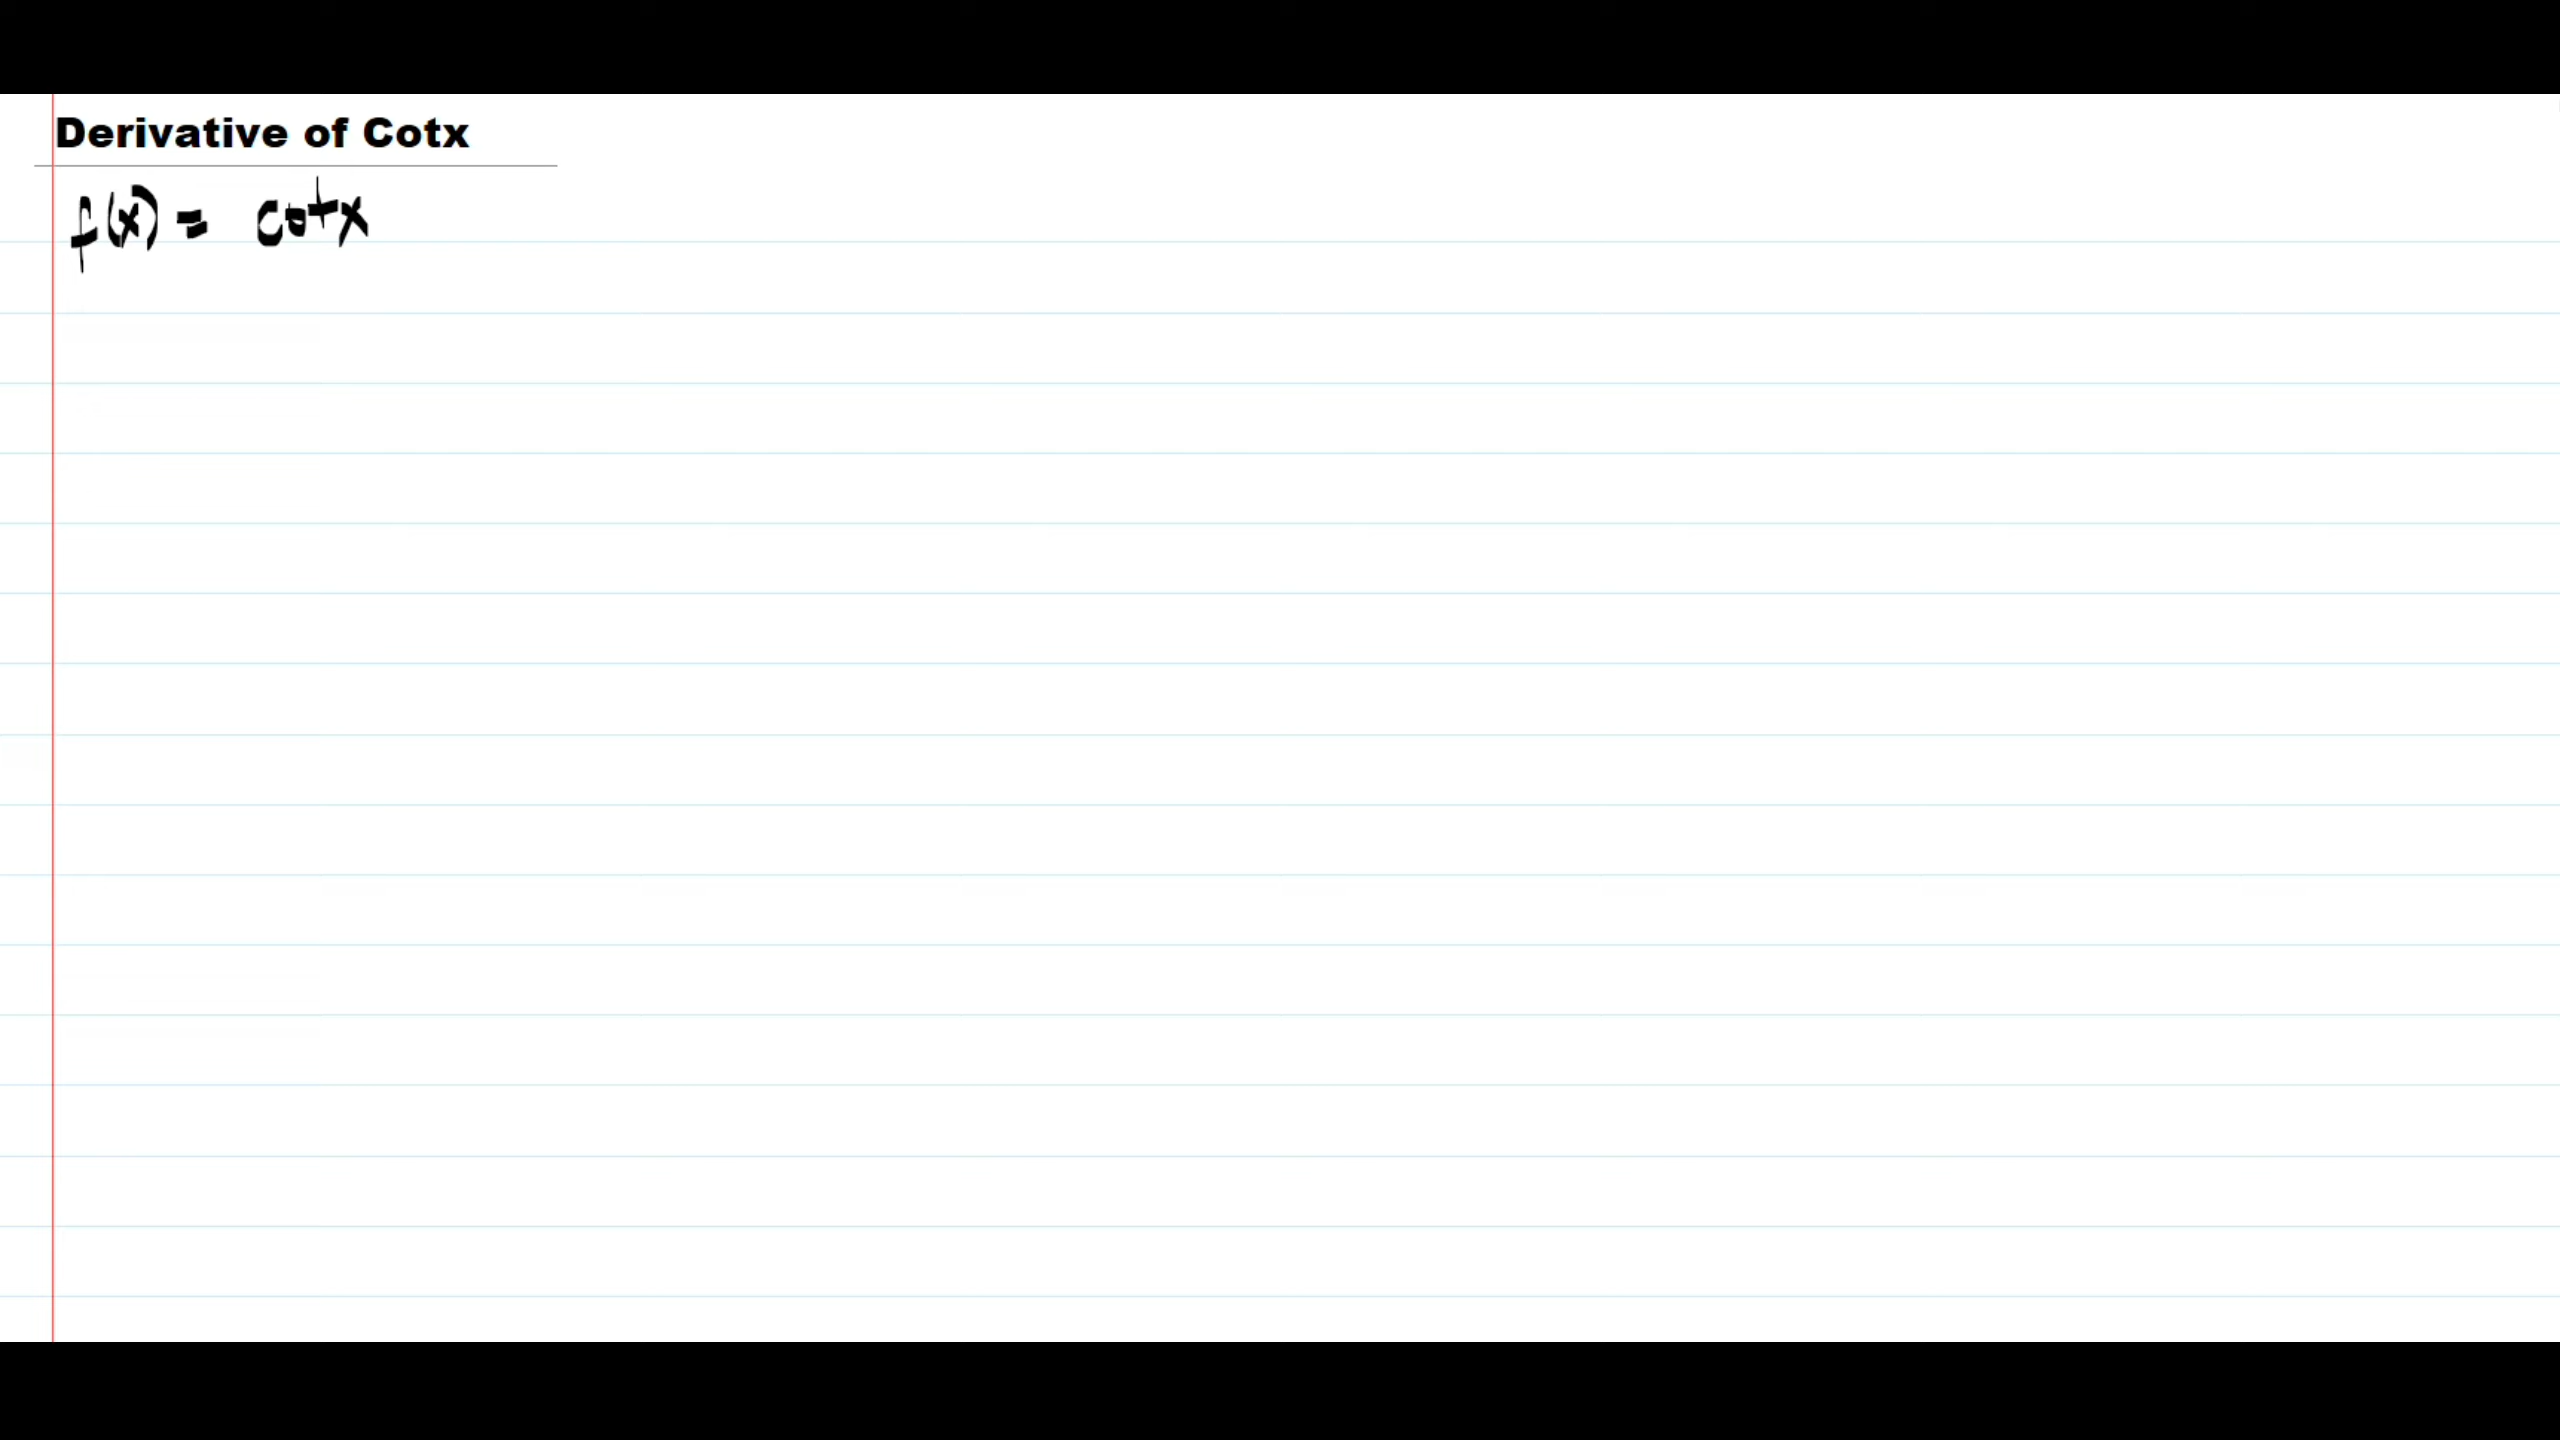 Derivative of Cotx
f(x) = cotx